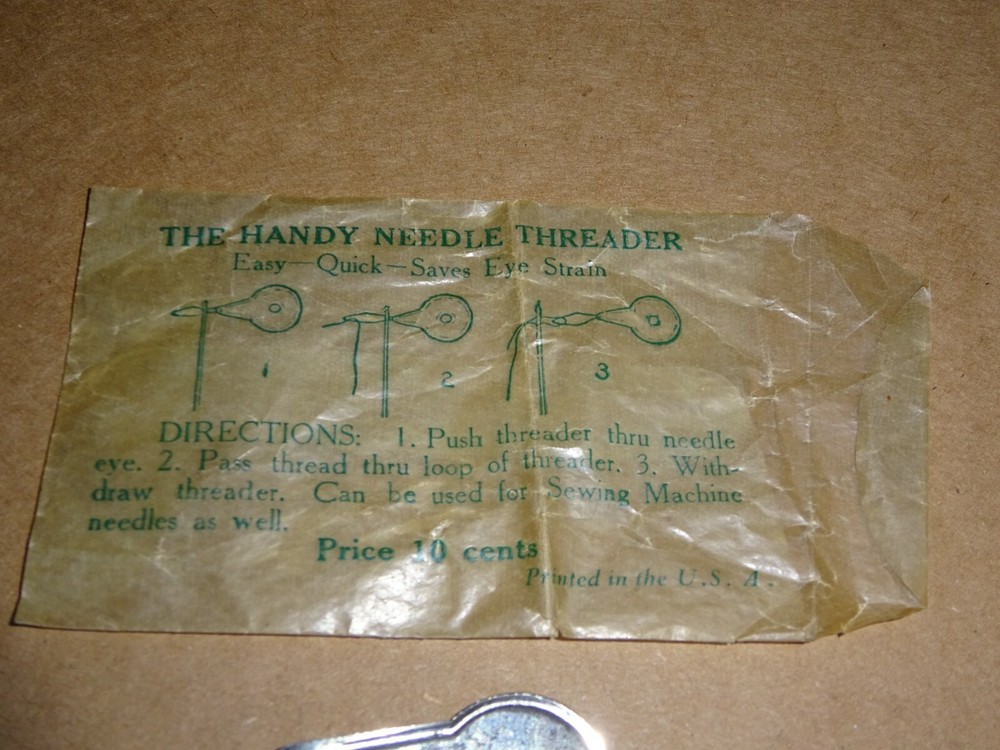 THE HANDY NEEDLE THREADER
Easy—Quick—Saves Eye Strain
1 2 3
DIRECTIONS: 1. Push threader thru needle
eye. 2. Pass thread thru loop of threader. 3. With-
draw threader. Can be used for Sewing Machine
needles as well.
Price 10 cents
Printed in the U.S. A.